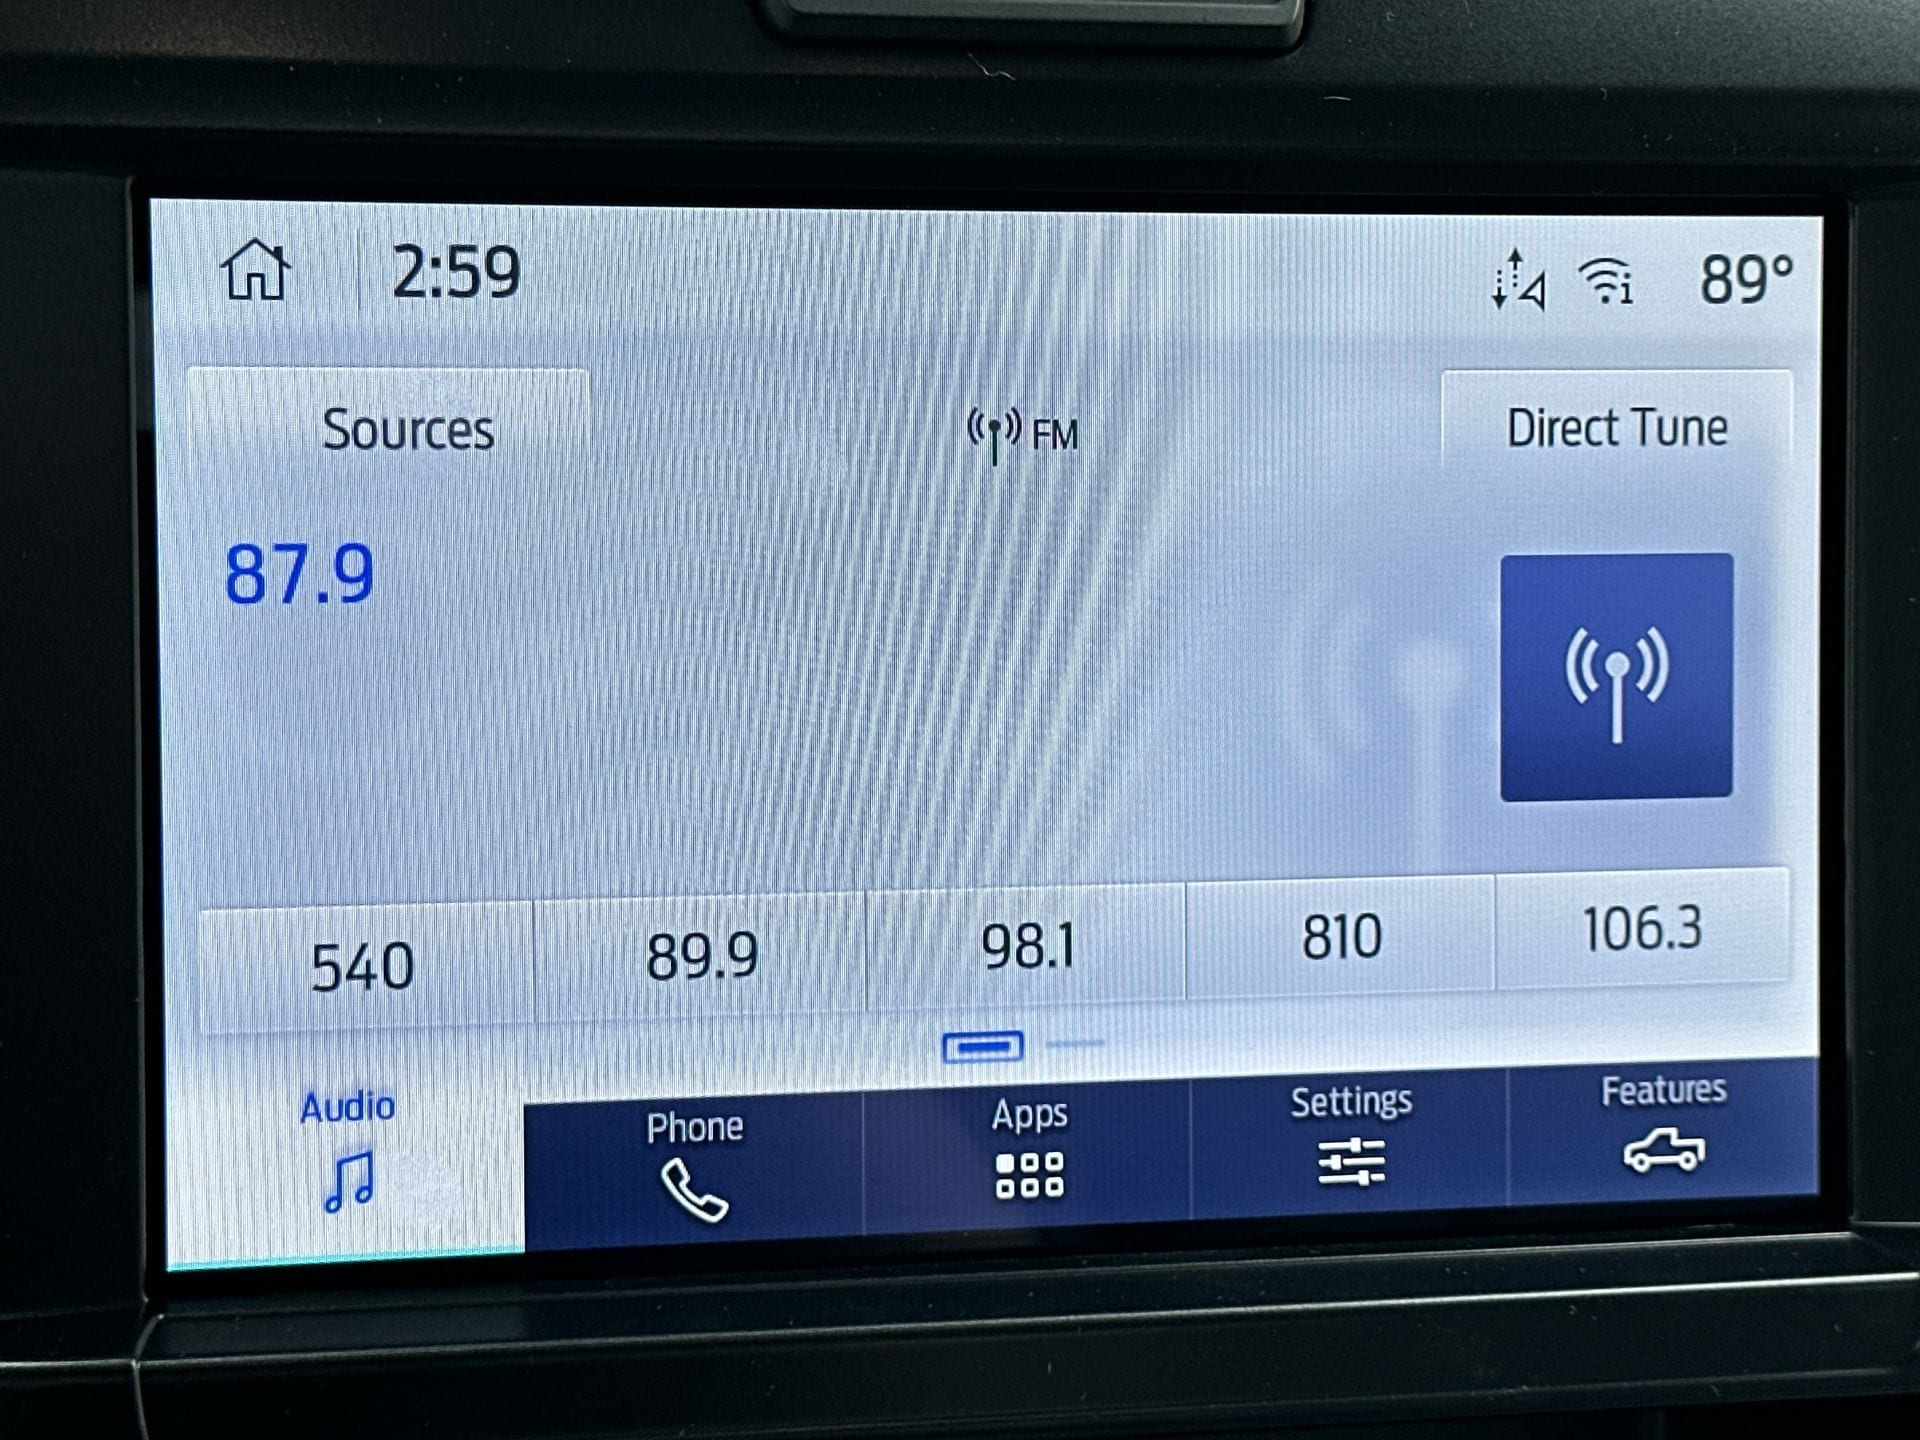 2:59
89°
Sources
FM
Direct Tune
87.9
540
89.9
98.1
810
106.3
Audio
Phone
Apps
Settings
Features